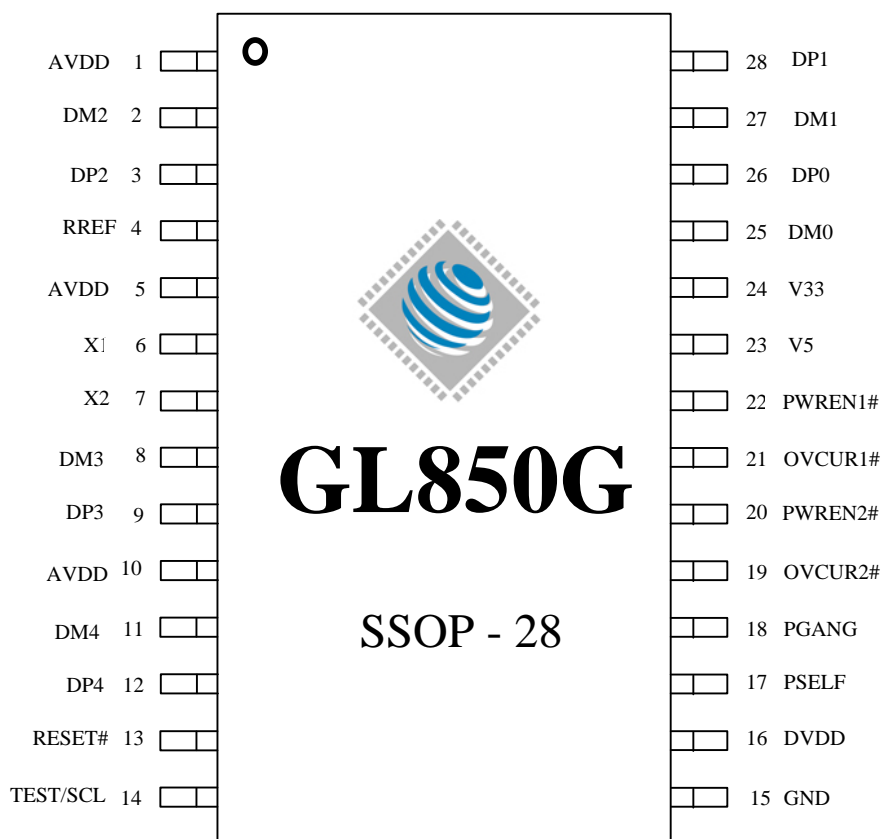 AVDD 1
DM2 2
DP2 3
RREF 4
AVDD 5
X1 6
X2 7
DM3 8
DP3 9
AVDD 10
DM4 11
DP4 12
RESET# 13
TEST/SCL 14
GL850G
SSOP - 28
28 DP1
27 DM1
26 DP0
25 DM0
24 V33
23 V5
22 PWREN1#
21 OVCUR1#
20 PWREN2#
19 OVCUR2#
18 PGANG
17 PSELF
16 DVDD
15 GND